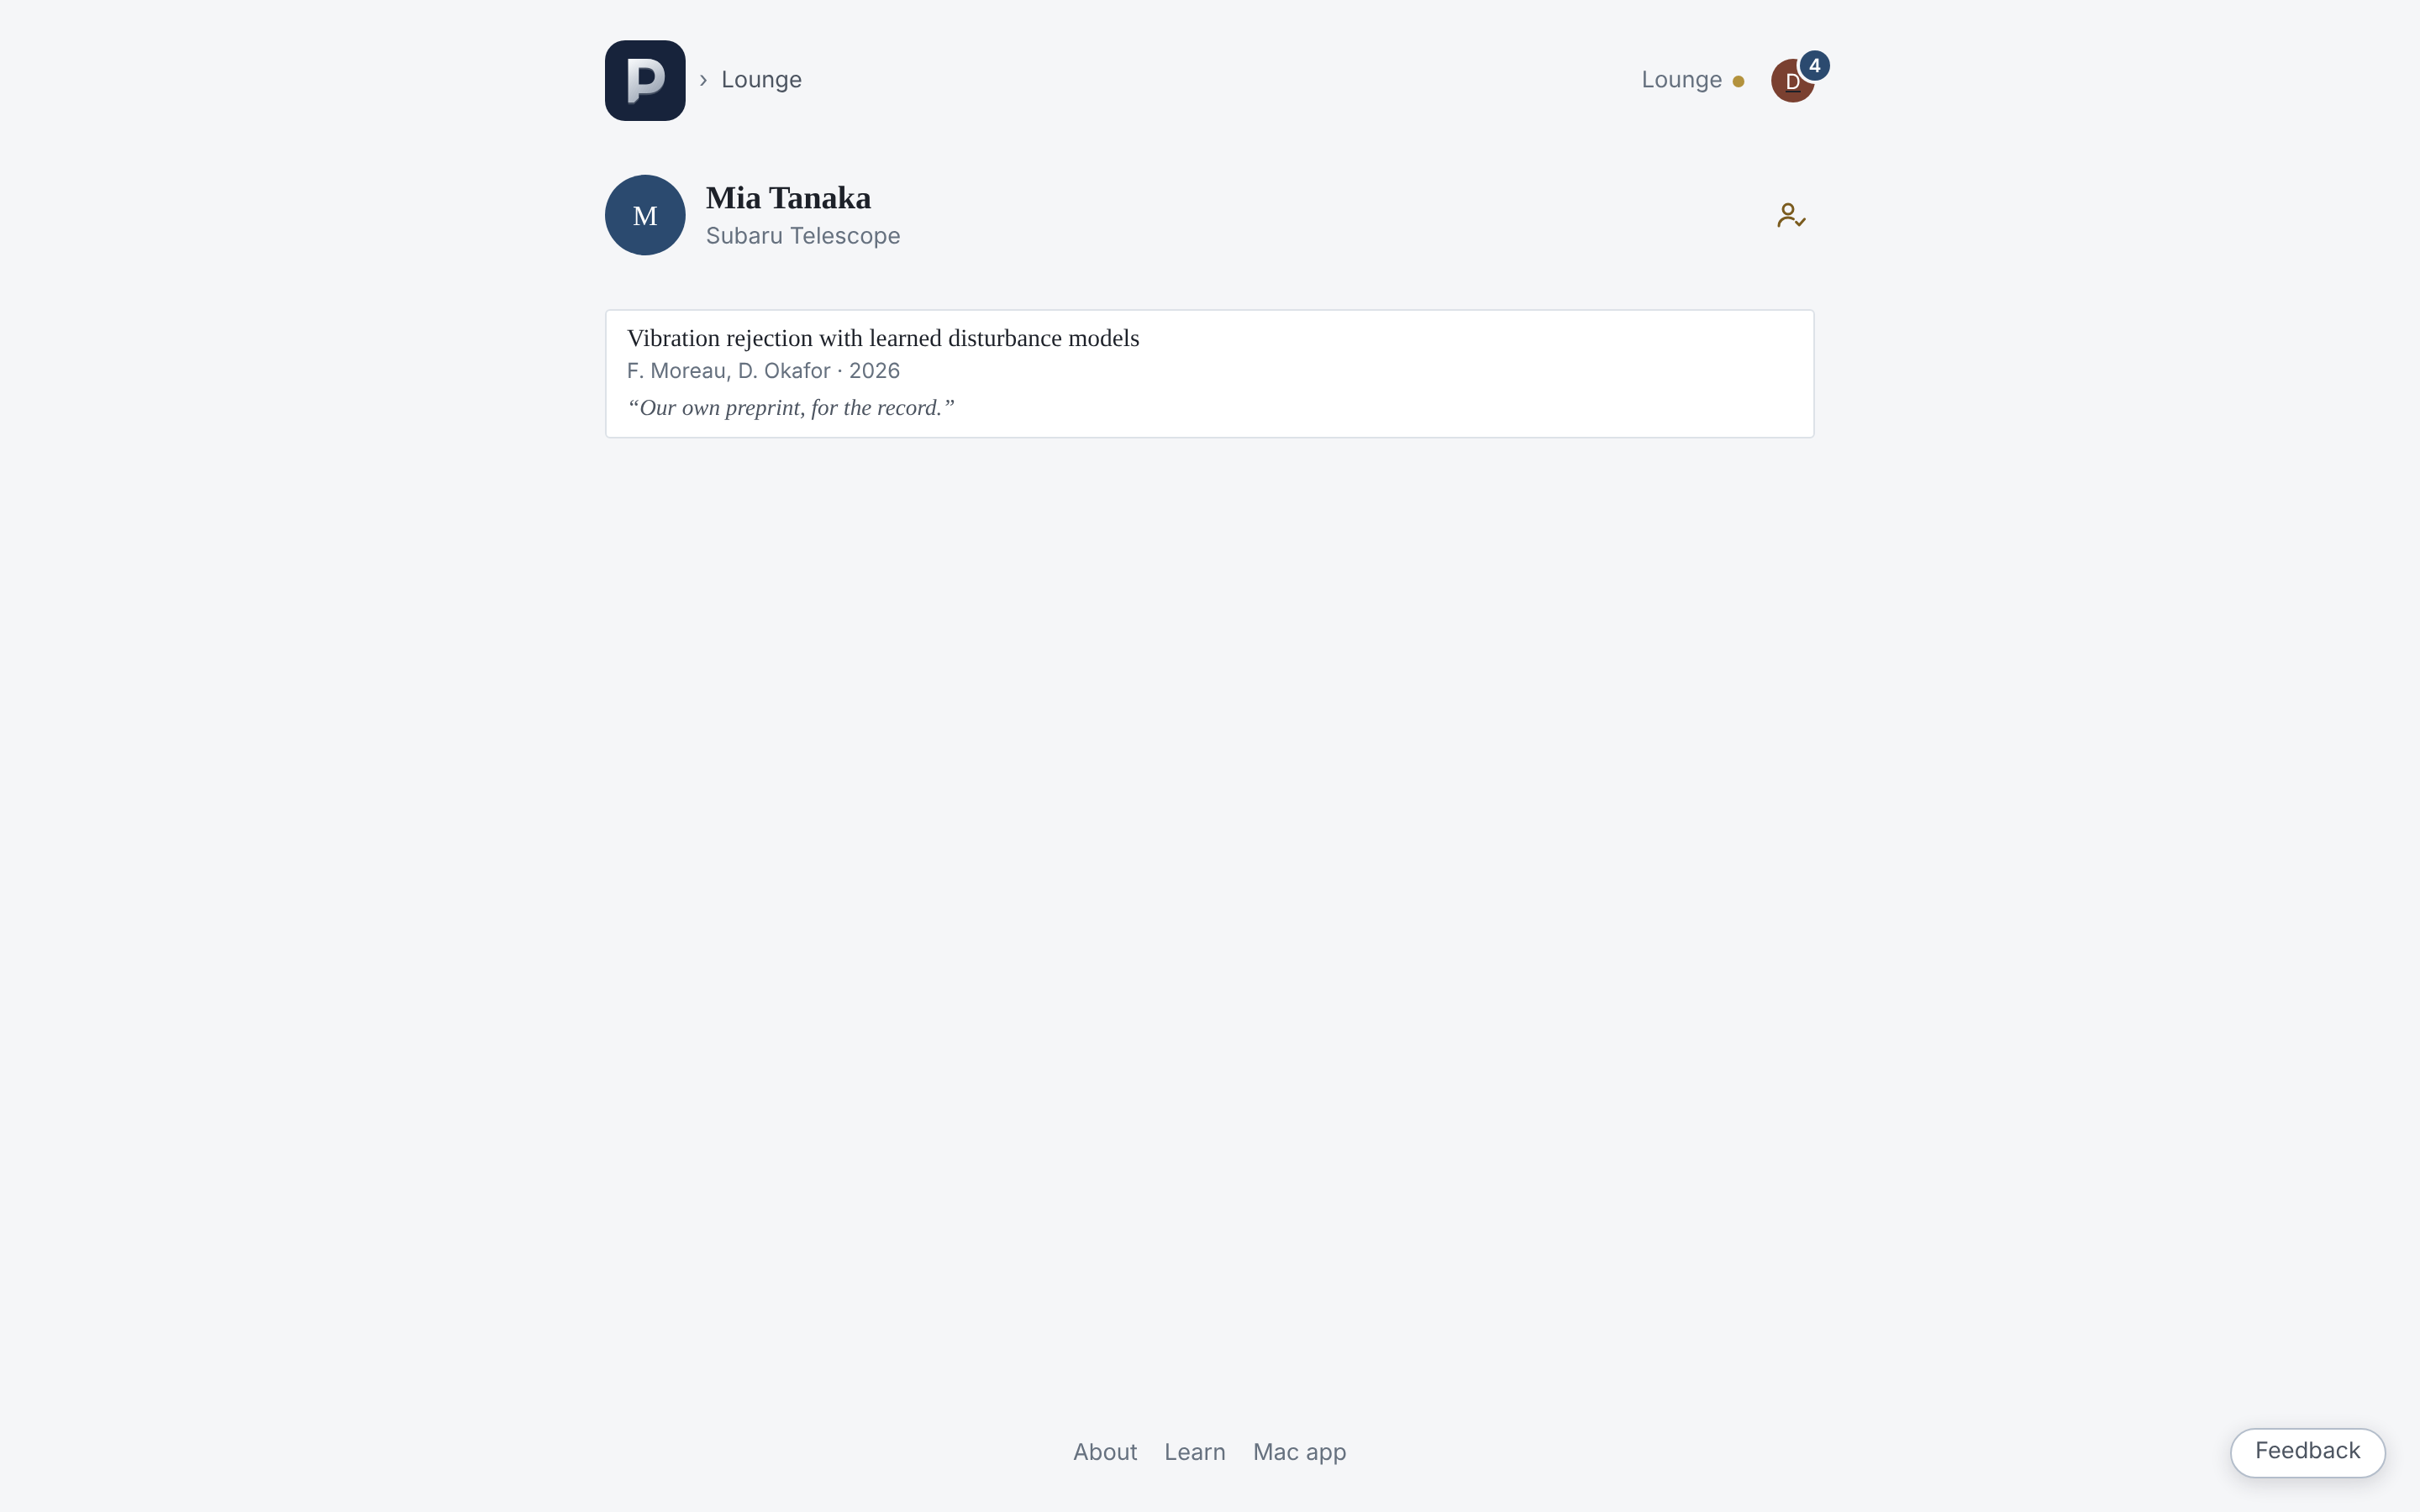 P › Lounge
Lounge
D 4
M
Mia Tanaka
Subaru Telescope
Vibration rejection with learned disturbance models
F. Moreau, D. Okafor · 2026
“Our own preprint, for the record.”
About Learn Mac app
Feedback